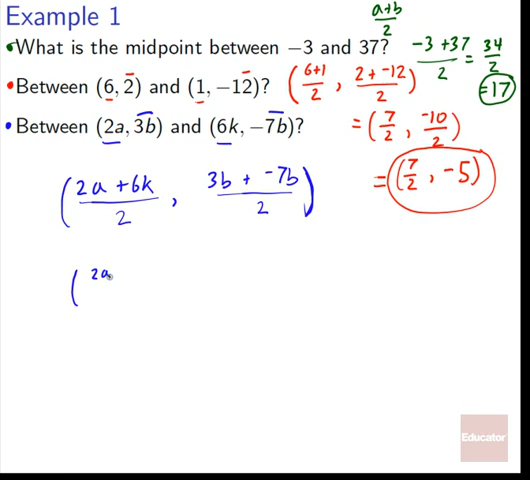 Example 1
(a+b)/2
What is the midpoint between −3 and 37? (-3+37)/2 = 34/2
=17
Between (6, 2) and (1, −12)? ((6+1)/2, (2+-12)/2)
Between (2a, 3b) and (6k, −7b)? = (7/2, -10/2)
= (7/2, -5)
((2a+6k)/2, (3b+-7b)/2)
( 2a
Educator